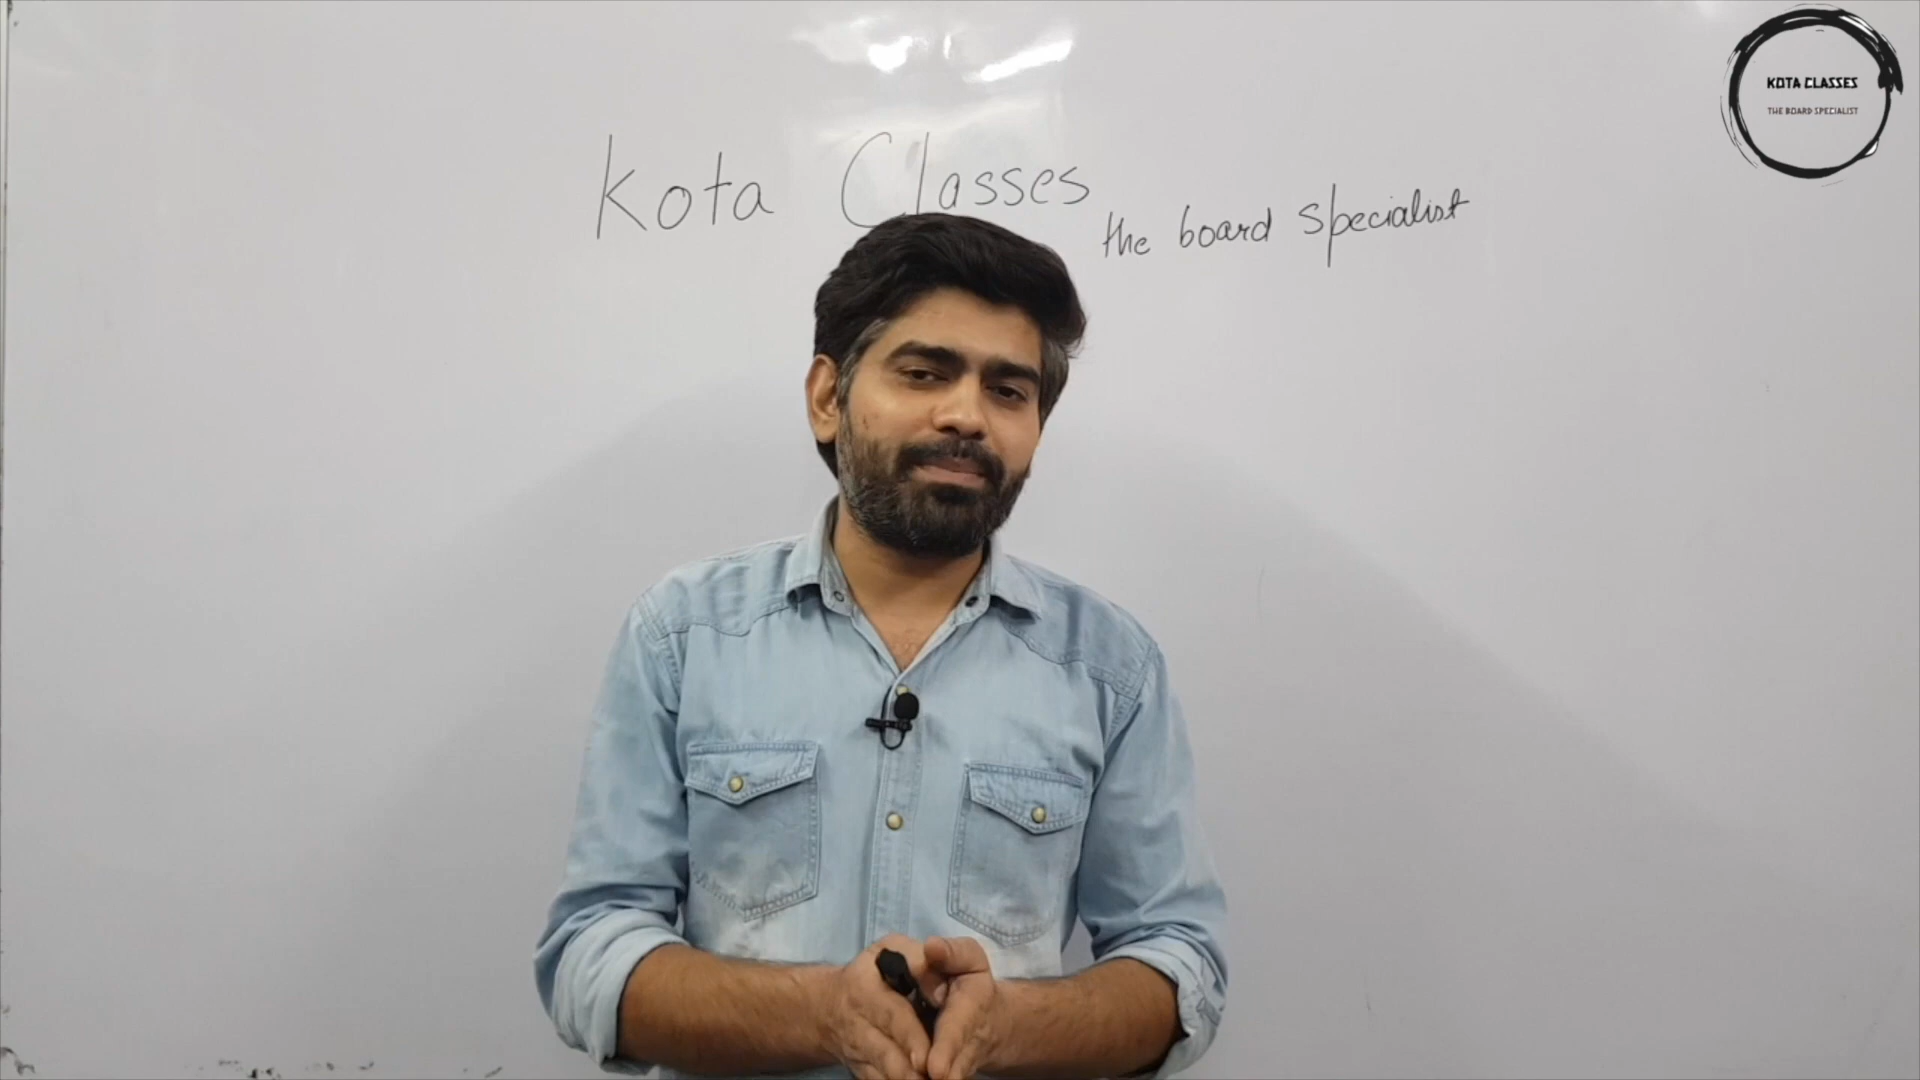 Kota Classes
the board specialist
KOTA CLASSES
THE BOARD SPECIALIST